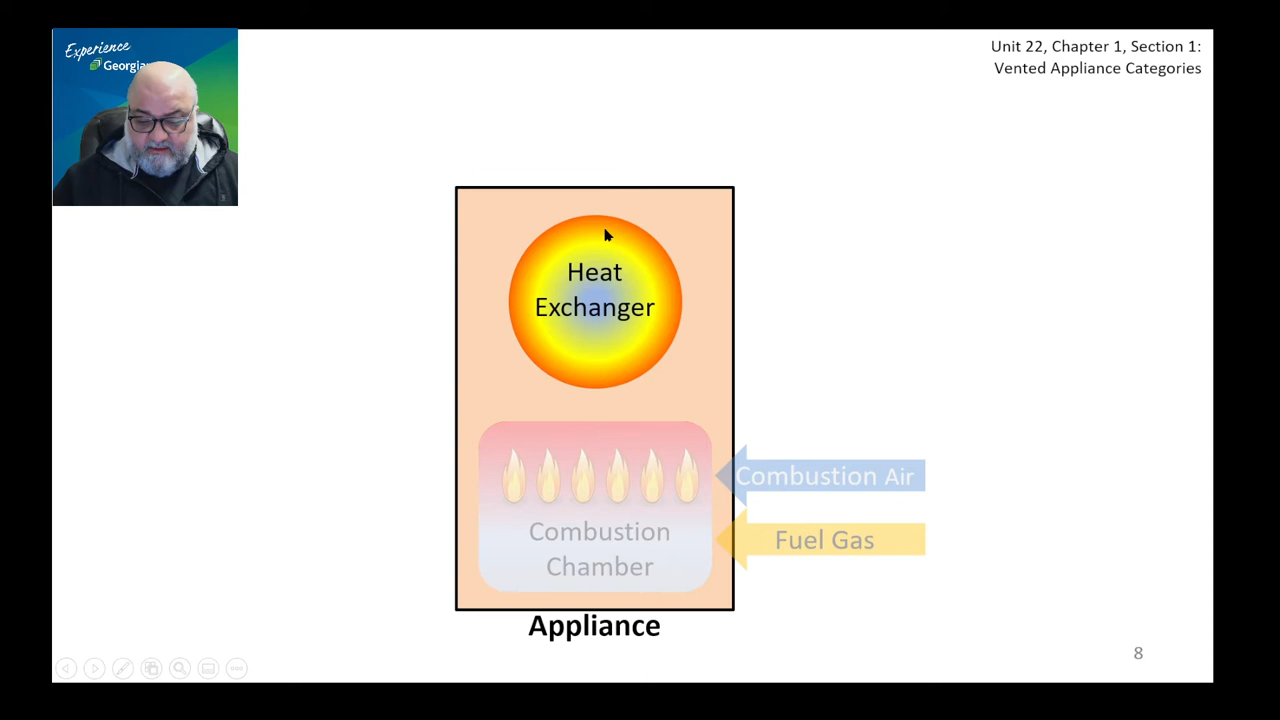 Experience
Georgian
Unit 22, Chapter 1, Section 1:
Vented Appliance Categories
Heat
Exchanger
Combustion Air
Fuel Gas
Combustion
Chamber
Appliance
8